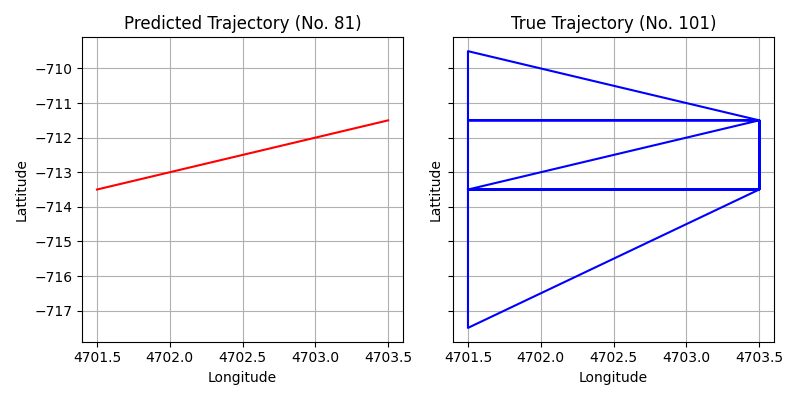 Predicted Trajectory (No. 81)
True Trajectory (No. 101)
Lattitude
−710
−711
−712
−713
−714
−715
−716
−717
4701.5 4702.0 4702.5 4703.0 4703.5
Longitude
Lattitude
4701.5 4702.0 4702.5 4703.0 4703.5
Longitude